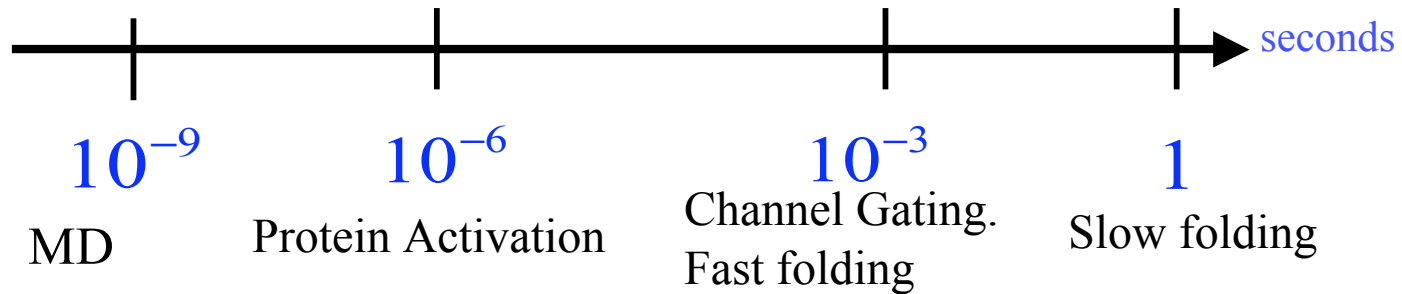 seconds
10⁻⁹
10⁻⁶
10⁻³
1
MD
Protein Activation
Channel Gating.
Fast folding
Slow folding